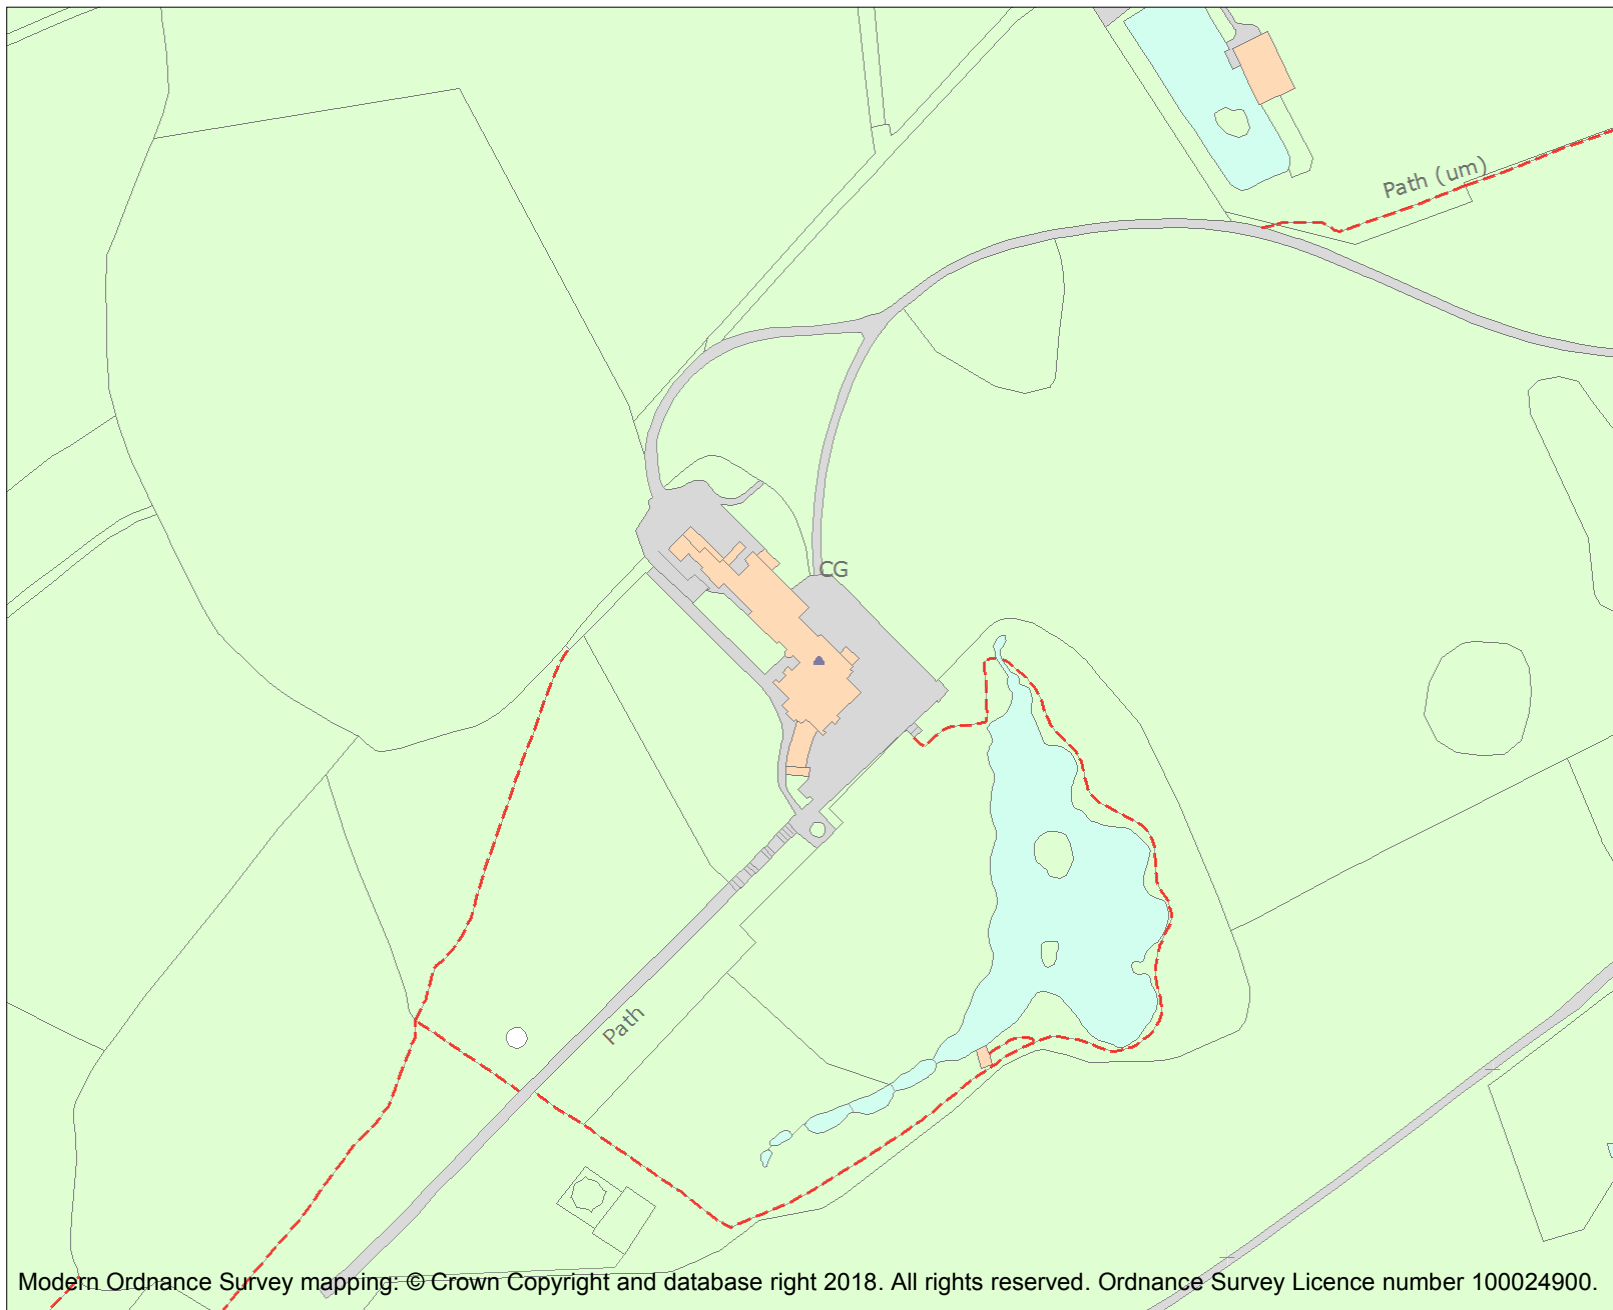 Path (um)
CG
Path
Modern Ordnance Survey mapping: © Crown Copyright and database right 2018. All rights reserved. Ordnance Survey Licence number 100024900.